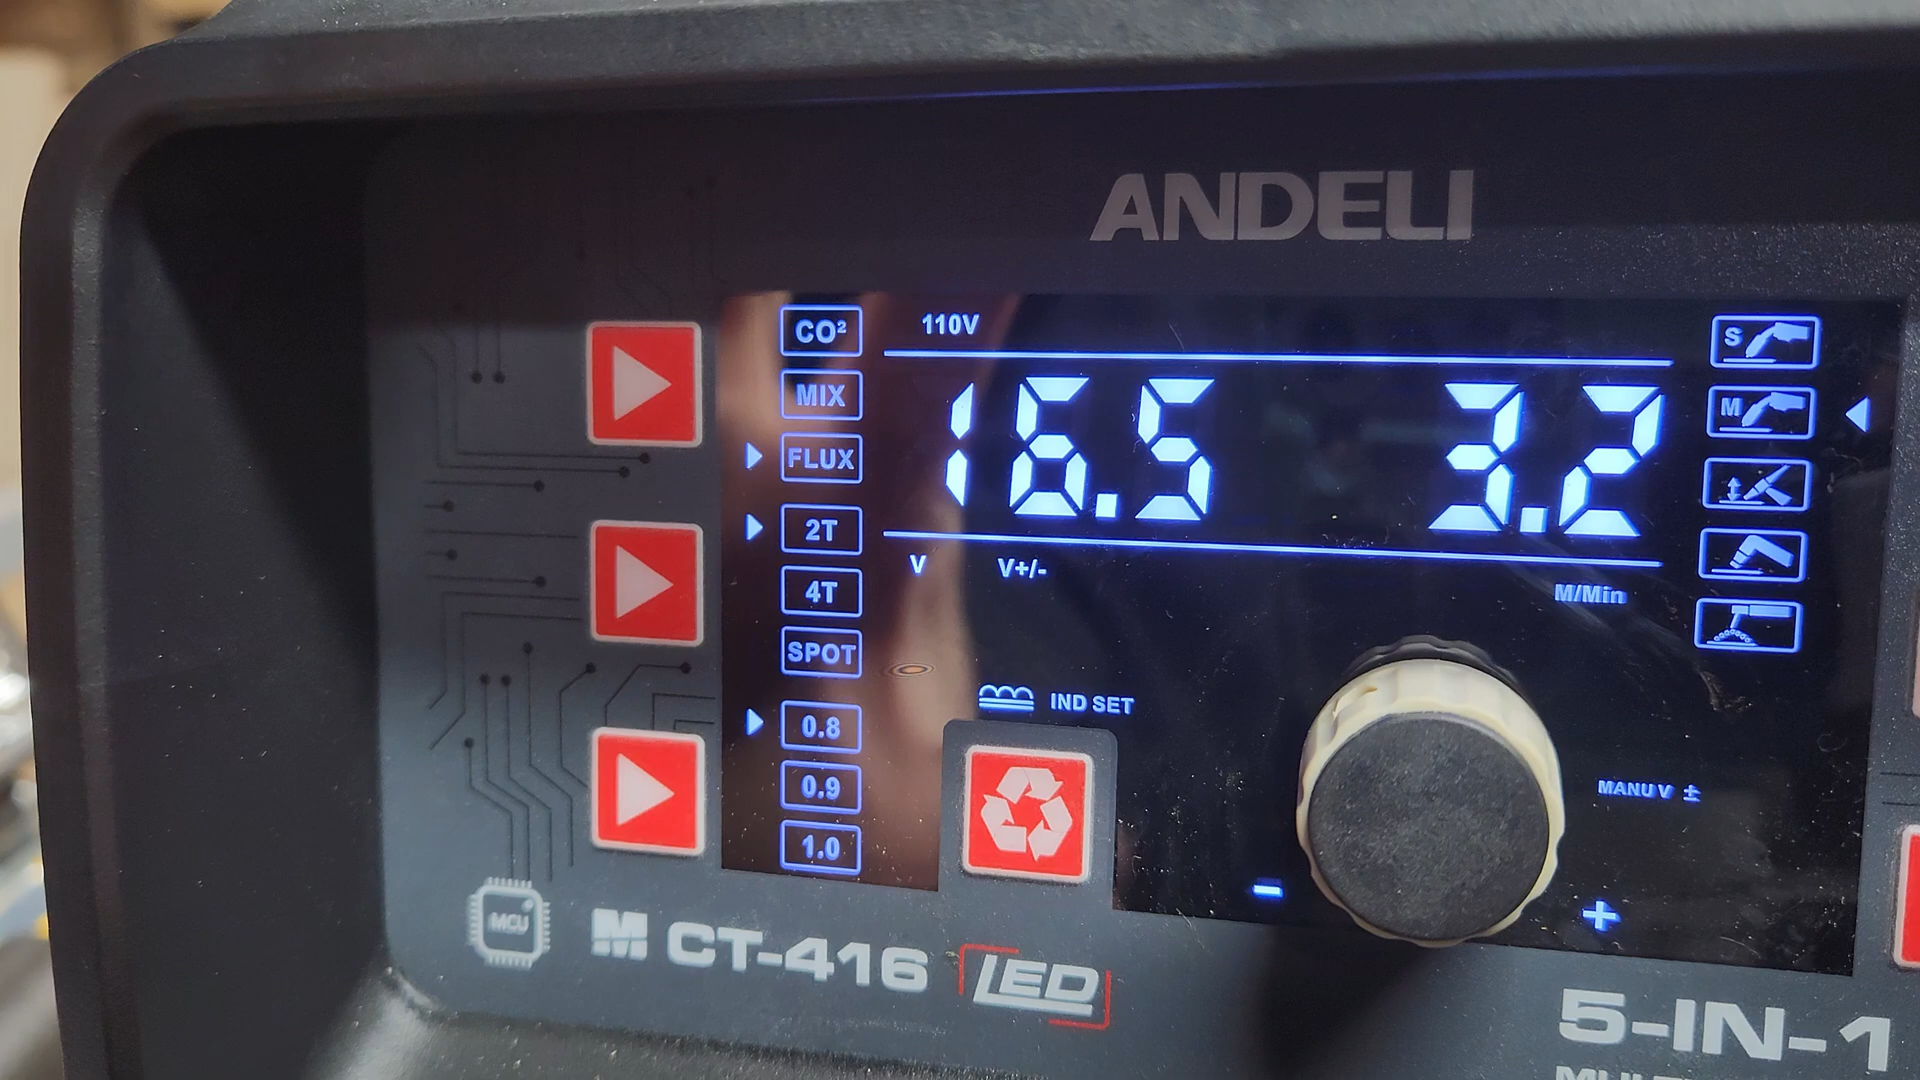 ANDELI
CO²
MIX
FLUX
2T
4T
SPOT
0.8
0.9
1.0
110V
16.5
3.2
V
V+/-
M/Min
S
M
IND SET
MANU V ±
-
+
MCU
M CT-416 LED
5-IN-1